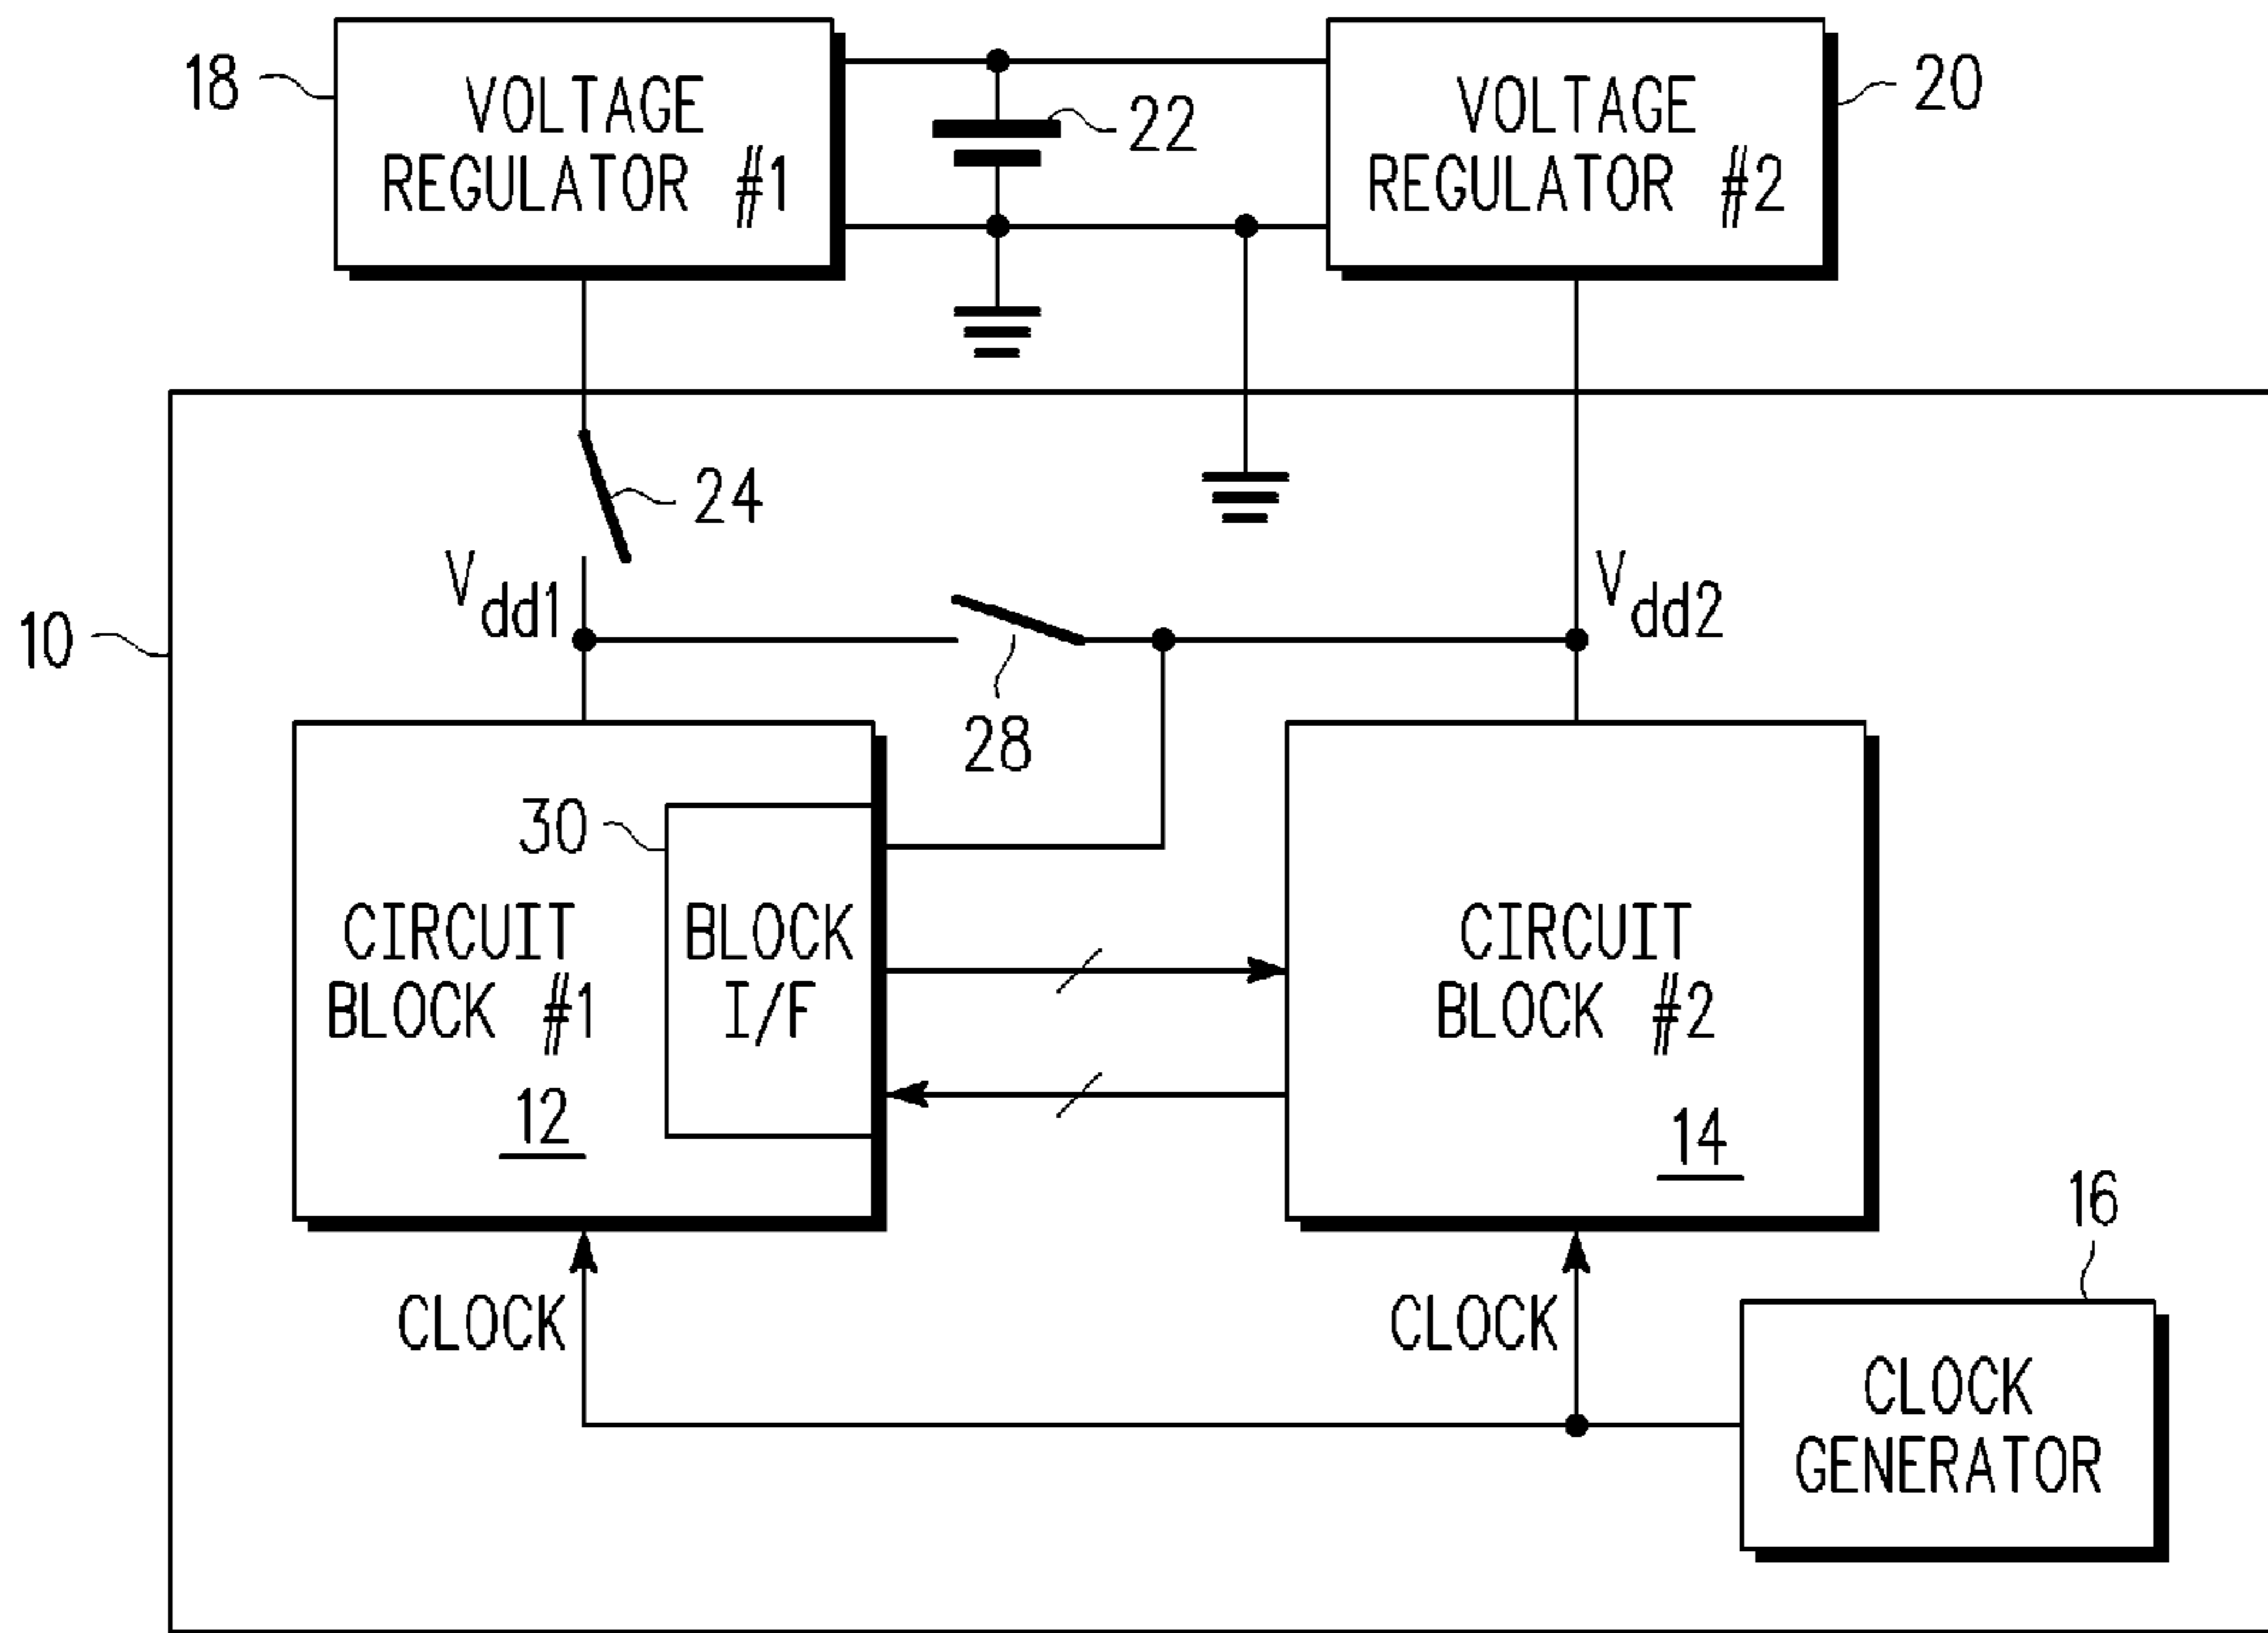 18
VOLTAGE
REGULATOR #1
22
VOLTAGE
REGULATOR #2
20
24
Vdd1
Vdd2
10
28
30
CIRCUIT
BLOCK #1
12
BLOCK
I/F
CIRCUIT
BLOCK #2
14
16
CLOCK
CLOCK
CLOCK
GENERATOR